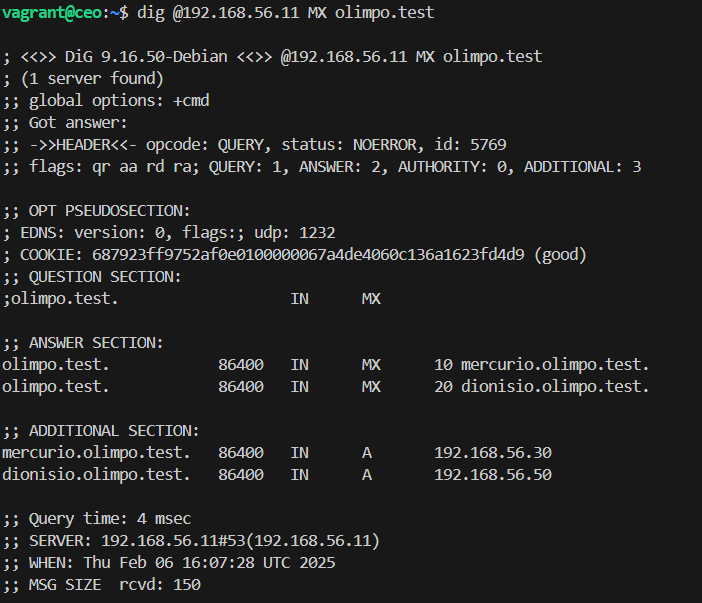 vagrant@ceo:~$ dig @192.168.56.11 MX olimpo.test
; <<>> DiG 9.16.50-Debian <<>> @192.168.56.11 MX olimpo.test
; (1 server found)
;; global options: +cmd
;; Got answer:
;; ->>HEADER<<- opcode: QUERY, status: NOERROR, id: 5769
;; flags: qr aa rd ra; QUERY: 1, ANSWER: 2, AUTHORITY: 0, ADDITIONAL: 3
;; OPT PSEUDOSECTION:
; EDNS: version: 0, flags:; udp: 1232
; COOKIE: 687923ff9752af0e0100000067a4de4060c136a1623fd4d9 (good)
;; QUESTION SECTION:
;olimpo.test. IN MX
;; ANSWER SECTION:
olimpo.test. 86400 IN MX 10 mercurio.olimpo.test.
olimpo.test. 86400 IN MX 20 dionisio.olimpo.test.
;; ADDITIONAL SECTION:
mercurio.olimpo.test. 86400 IN A 192.168.56.30
dionisio.olimpo.test. 86400 IN A 192.168.56.50
;; Query time: 4 msec
;; SERVER: 192.168.56.11#53(192.168.56.11)
;; WHEN: Thu Feb 06 16:07:28 UTC 2025
;; MSG SIZE rcvd: 150